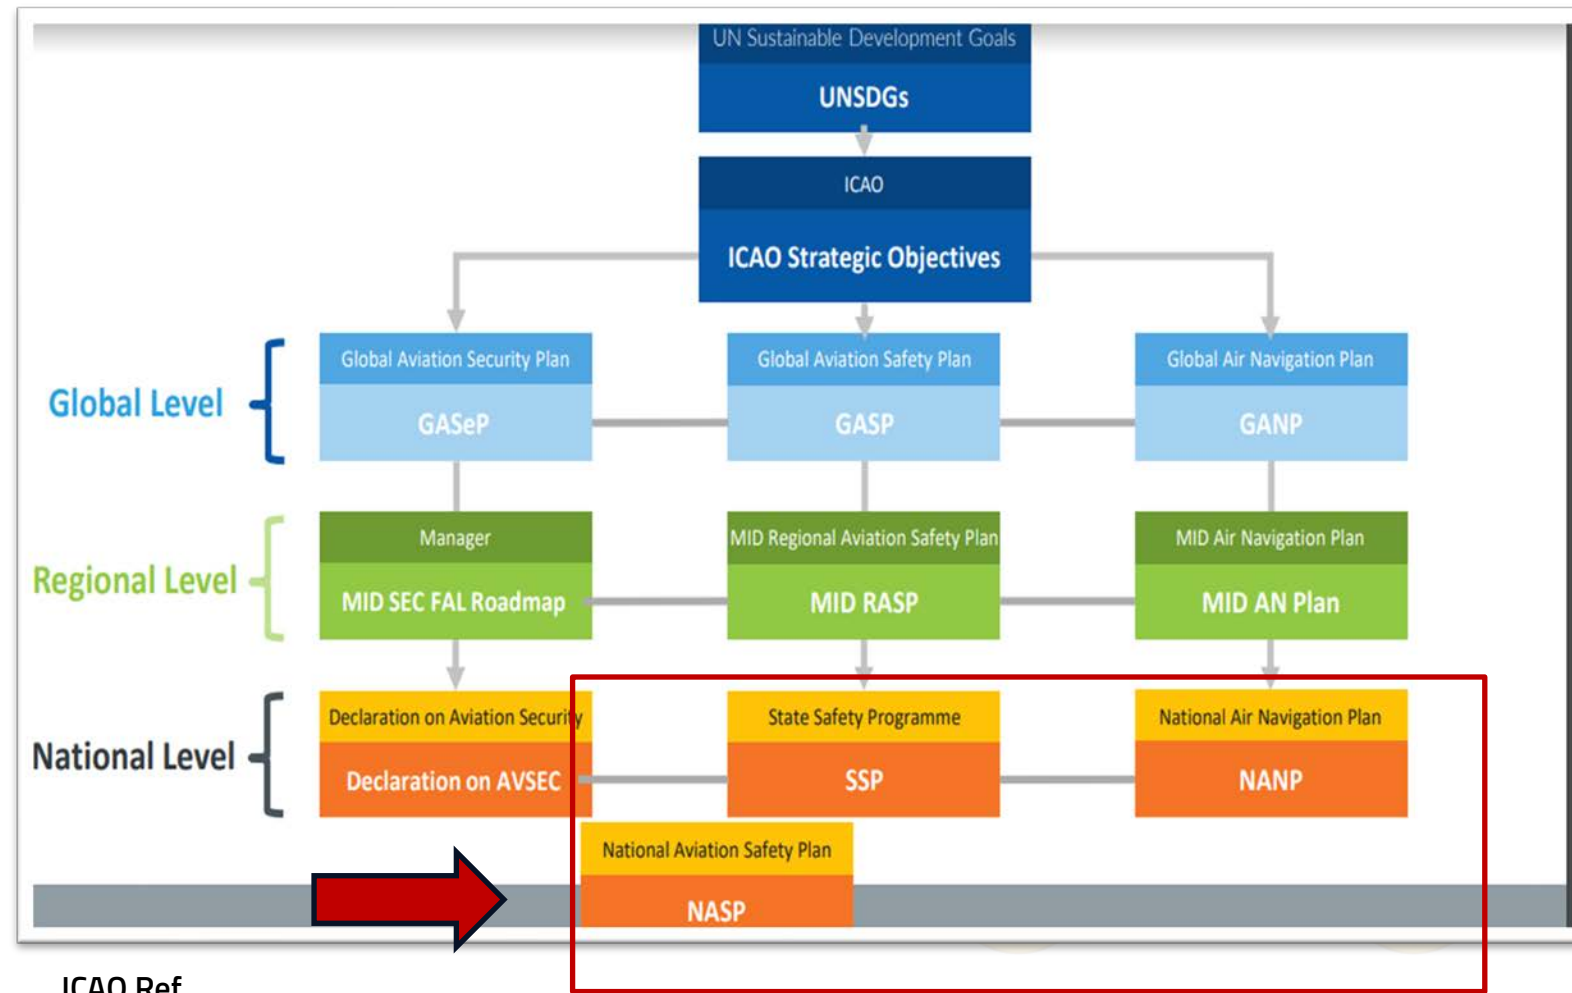 UN Sustainable Development Goals
UNSDGs
ICAO
ICAO Strategic Objectives
Global Level
Global Aviation Security Plan
GASeP
Global Aviation Safety Plan
GASP
Global Air Navigation Plan
GANP
Regional Level
Manager
MID SEC FAL Roadmap
MID Regional Aviation Safety Plan
MID RASP
MID Air Navigation Plan
MID AN Plan
National Level
Declaration on Aviation Security
Declaration on AVSEC
State Safety Programme
SSP
National Air Navigation Plan
NANP
National Aviation Safety Plan
NASP
ICAO Ref